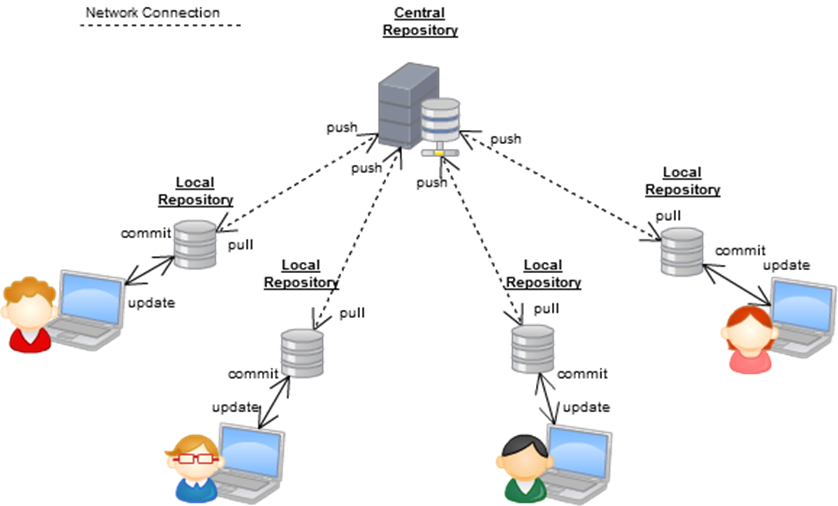 Network Connection
Central
Repository
push
push
push
push
Local
Repository
commit
pull
update
Local
Repository
pull
commit
update
Local
Repository
pull
commit
update
Local
Repository
pull
commit
update